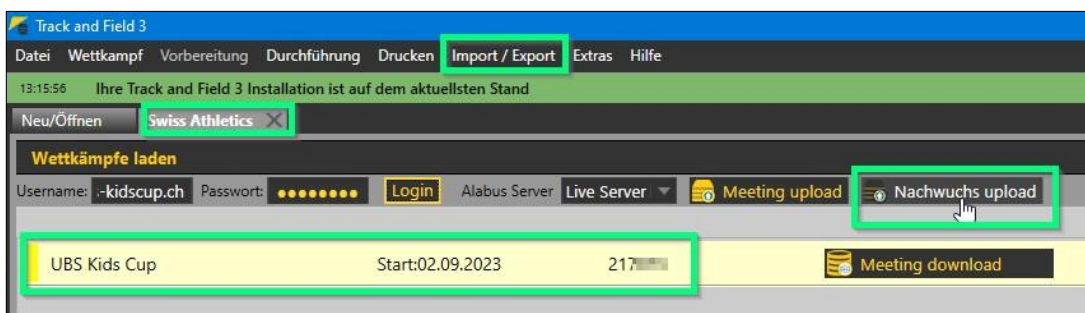 Track and Field 3
Datei Wettkampf Vorbereitung Durchführung Drucken Import / Export Extras Hilfe
13:15:56 Ihre Track and Field 3 Installation ist auf dem aktuellsten Stand
Neu/Öffnen Swiss Athletics
Wettkämpfe laden
Username: -kidscup.ch Passwort: ●●●●●●●● Login Alabus Server Live Server Meeting upload Nachwuchs upload
UBS Kids Cup Start:02.09.2023 217 Meeting download